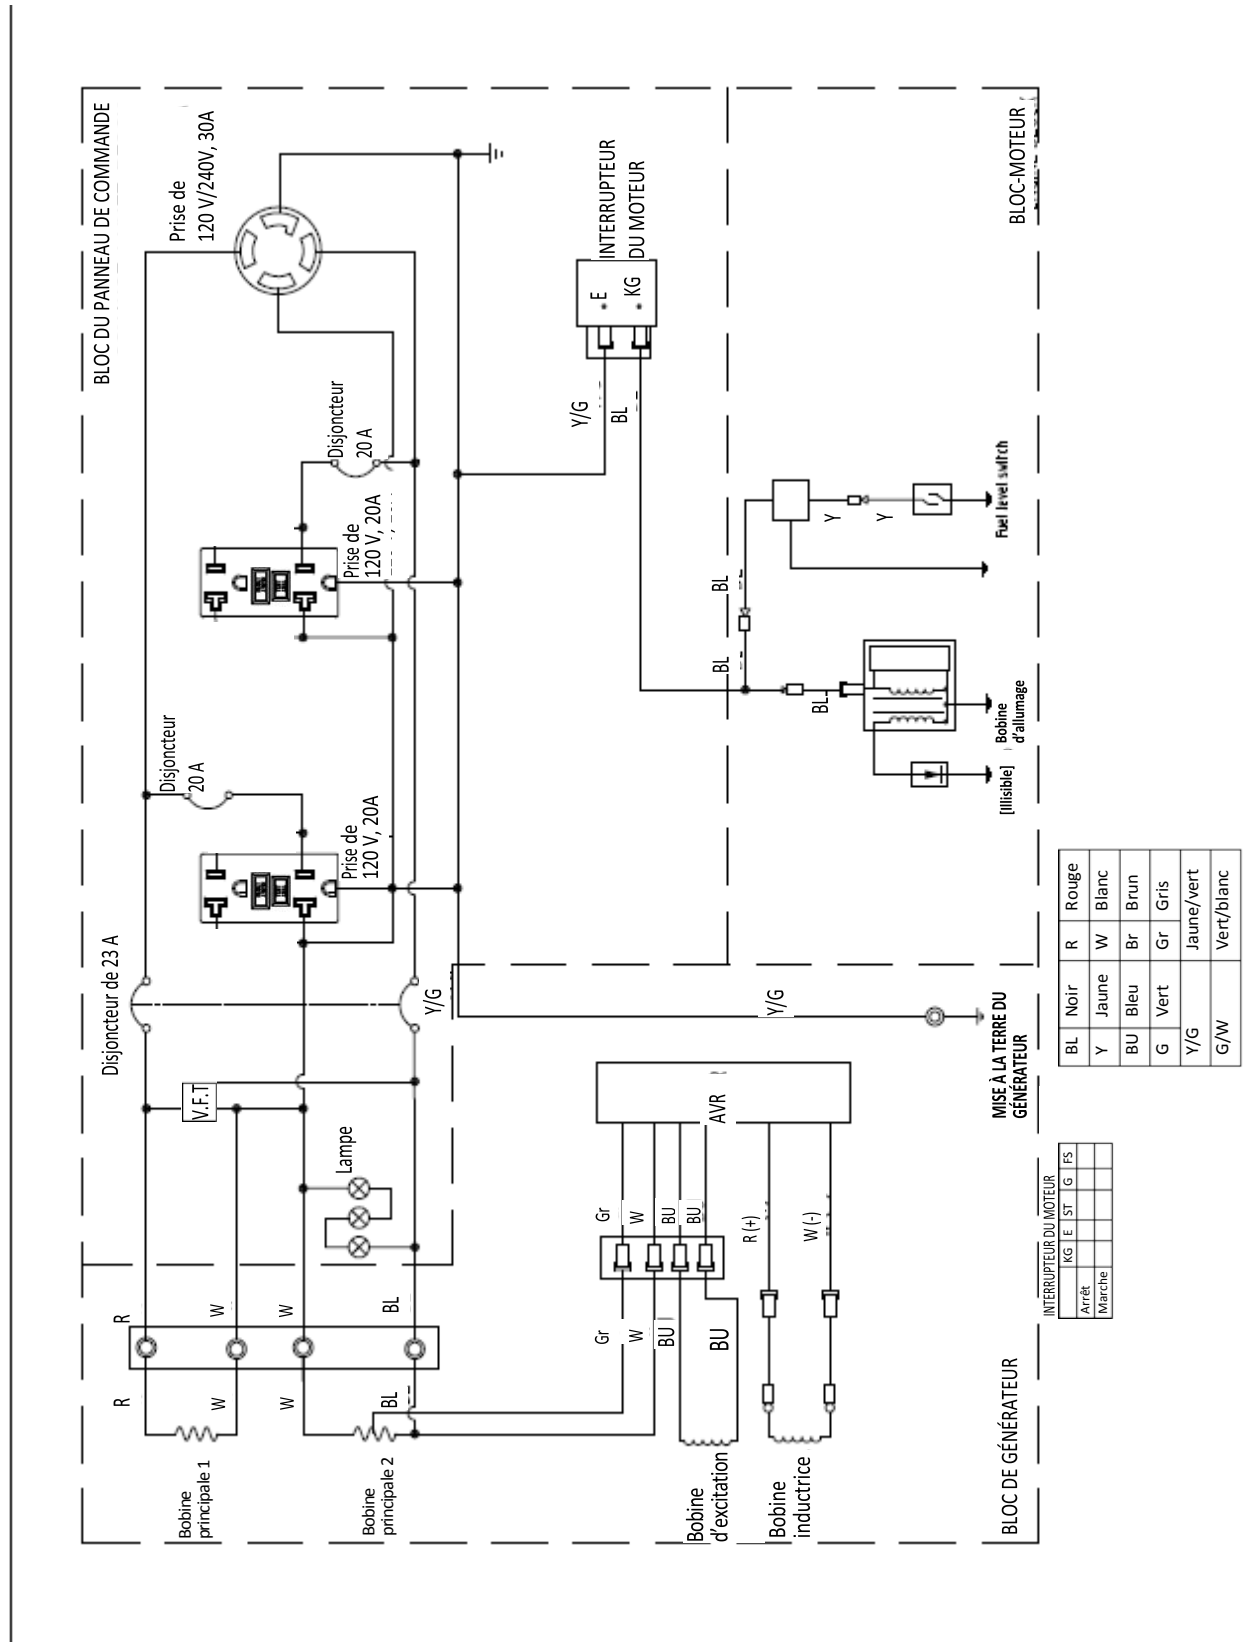 BLOC DU PANNEAU DE COMMANDE
Prise de
120 V/240V, 30A
Disjoncteur
20 A
Prise de
120 V, 20A
Disjoncteur
20 A
Prise de
120 V, 20A
Disjoncteur de 23 A
V.F.T
Lampe
Y/G
INTERRUPTEUR
DU MOTEUR
E
KG
Y/G
BL
BLOC-MOTEUR
BL
BL
BL
Y
Y
Fuel level switch
Bobine
d'allumage
[Illisible]
Y/G
MISE À LA TERRE DU
GÉNÉRATEUR
AVR
Gr
W
BU
BU
R (+)
W (-)
Gr
W
BU
BU
R
W
W
BL
R
W
W
BL
Bobine
principale 1
Bobine
principale 2
Bobine
d'excitation
Bobine
inductrice
BLOC DE GÉNÉRATEUR
INTERRUPTEUR DU MOTEUR
KG E ST G FS
Arrêt
Marche
BL Noir R Rouge
Y Jaune W Blanc
BU Bleu Br Brun
G Vert Gr Gris
Y/G Jaune/vert
G/W Vert/blanc